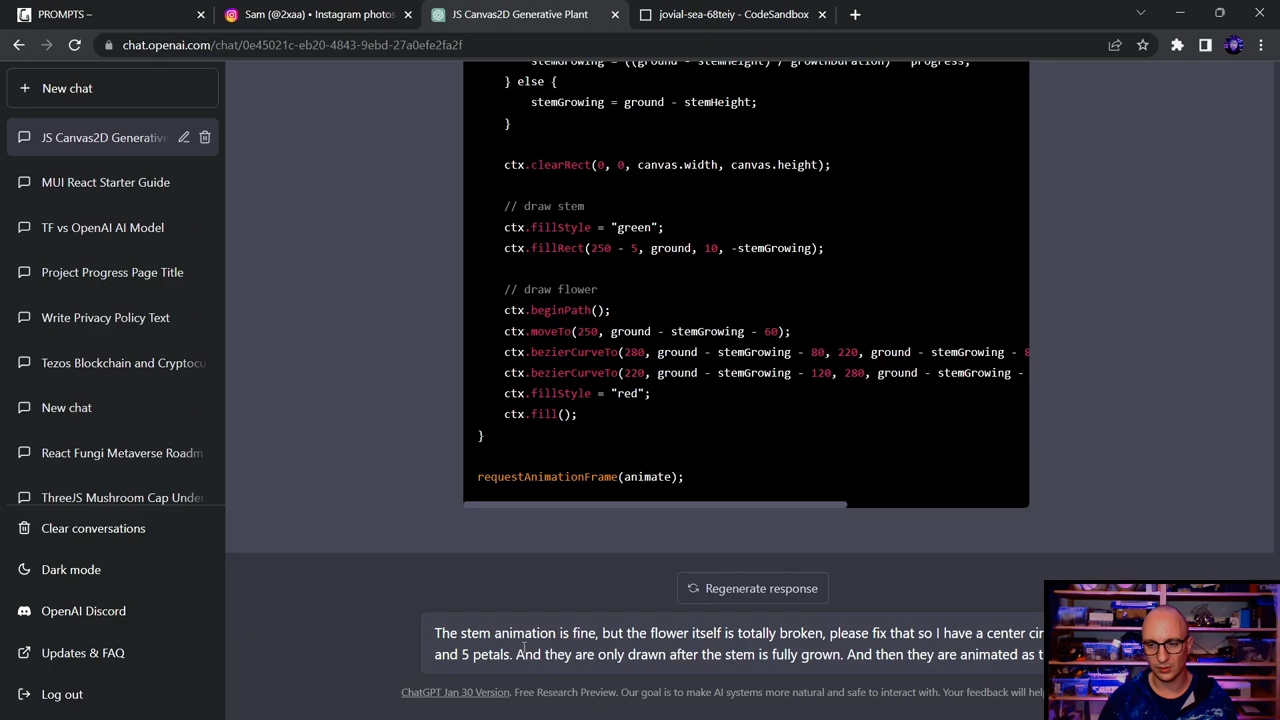 PROMPTS –
Sam (@2xaa) • Instagram photos
JS Canvas2D Generative Plant
jovial-sea-68teiy - CodeSandbox
chat.openai.com/chat/0e45021c-eb20-4843-9ebd-27a0efe2fa2f
New chat
JS Canvas2D Generative
MUI React Starter Guide
TF vs OpenAI AI Model
Project Progress Page Title
Write Privacy Policy Text
Tezos Blockchain and Cryptocu
New chat
React Fungi Metaverse Roadm
ThreeJS Mushroom Cap Under
Clear conversations
Dark mode
OpenAI Discord
Updates & FAQ
Log out
stemGrowing = ((ground - stemHeight) / growthDuration) * progress;
} else {
stemGrowing = ground - stemHeight;
}
ctx.clearRect(0, 0, canvas.width, canvas.height);
// draw stem
ctx.fillStyle = "green";
ctx.fillRect(250 - 5, ground, 10, -stemGrowing);
// draw flower
ctx.beginPath();
ctx.moveTo(250, ground - stemGrowing - 60);
ctx.bezierCurveTo(280, ground - stemGrowing - 80, 220, ground - stemGrowing - 8
ctx.bezierCurveTo(220, ground - stemGrowing - 120, 280, ground - stemGrowing -
ctx.fillStyle = "red";
ctx.fill();
}
requestAnimationFrame(animate);
Regenerate response
The stem animation is fine, but the flower itself is totally broken, please fix that so I have a center cir
and 5 petals. And they are only drawn after the stem is fully grown. And then they are animated as t
ChatGPT Jan 30 Version. Free Research Preview. Our goal is to make AI systems more natural and safe to interact with. Your feedback will hel